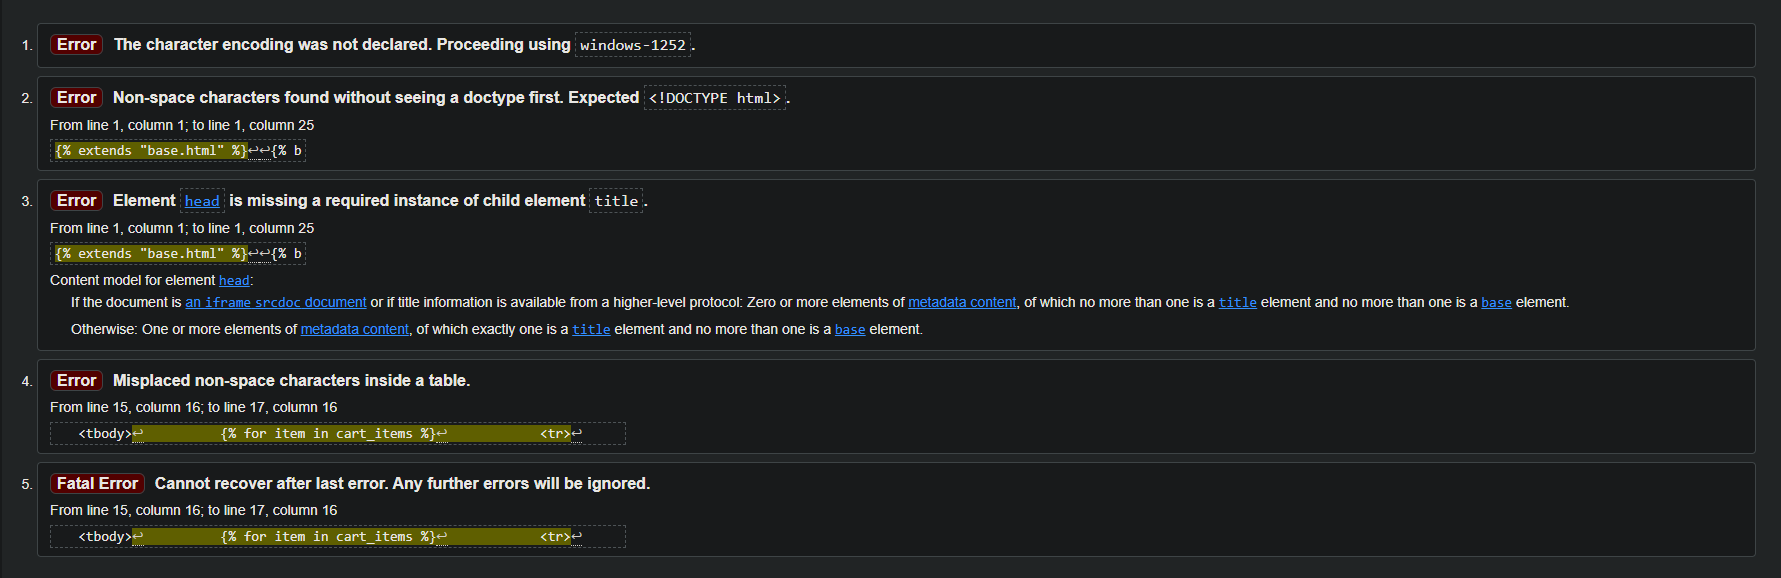 1. Error The character encoding was not declared. Proceeding using windows-1252.
2. Error Non-space characters found without seeing a doctype first. Expected <!DOCTYPE html>.
From line 1, column 1; to line 1, column 25
{% extends "base.html" %}↩↩{% b
3. Error Element head is missing a required instance of child element title.
From line 1, column 1; to line 1, column 25
{% extends "base.html" %}↩↩{% b
Content model for element head:
If the document is an iframe srcdoc document or if title information is available from a higher-level protocol: Zero or more elements of metadata content, of which no more than one is a title element and no more than one is a base element.
Otherwise: One or more elements of metadata content, of which exactly one is a title element and no more than one is a base element.
4. Error Misplaced non-space characters inside a table.
From line 15, column 16; to line 17, column 16
<tbody>↩ {% for item in cart_items %}↩ <tr>↩
5. Fatal Error Cannot recover after last error. Any further errors will be ignored.
From line 15, column 16; to line 17, column 16
<tbody>↩ {% for item in cart_items %}↩ <tr>↩